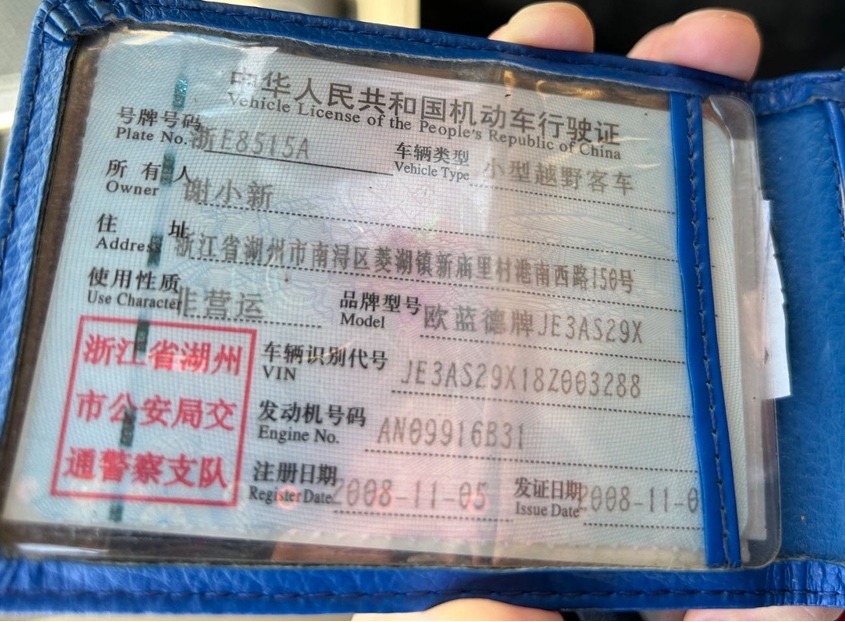 中华人民共和国机动车行驶证
Vehicle License of the People's Republic of China
号牌号码 浙E8515A 车辆类型 小型越野客车
Plate No. Vehicle Type
所有人 谢小新
Owner
住址 浙江省湖州市南浔区菱湖镇新庙里村港南西路150号
Address
使用性质 非营运 品牌型号 欧蓝德牌JE3AS29X
Use Character Model
浙江省湖州
市公安局交
通警察支队
车辆识别代号 JE3AS29X18Z003288
VIN
发动机号码 AN09916B31
Engine No.
注册日期 2008-11-05 发证日期 2008-11-0
Register Date Issue Date